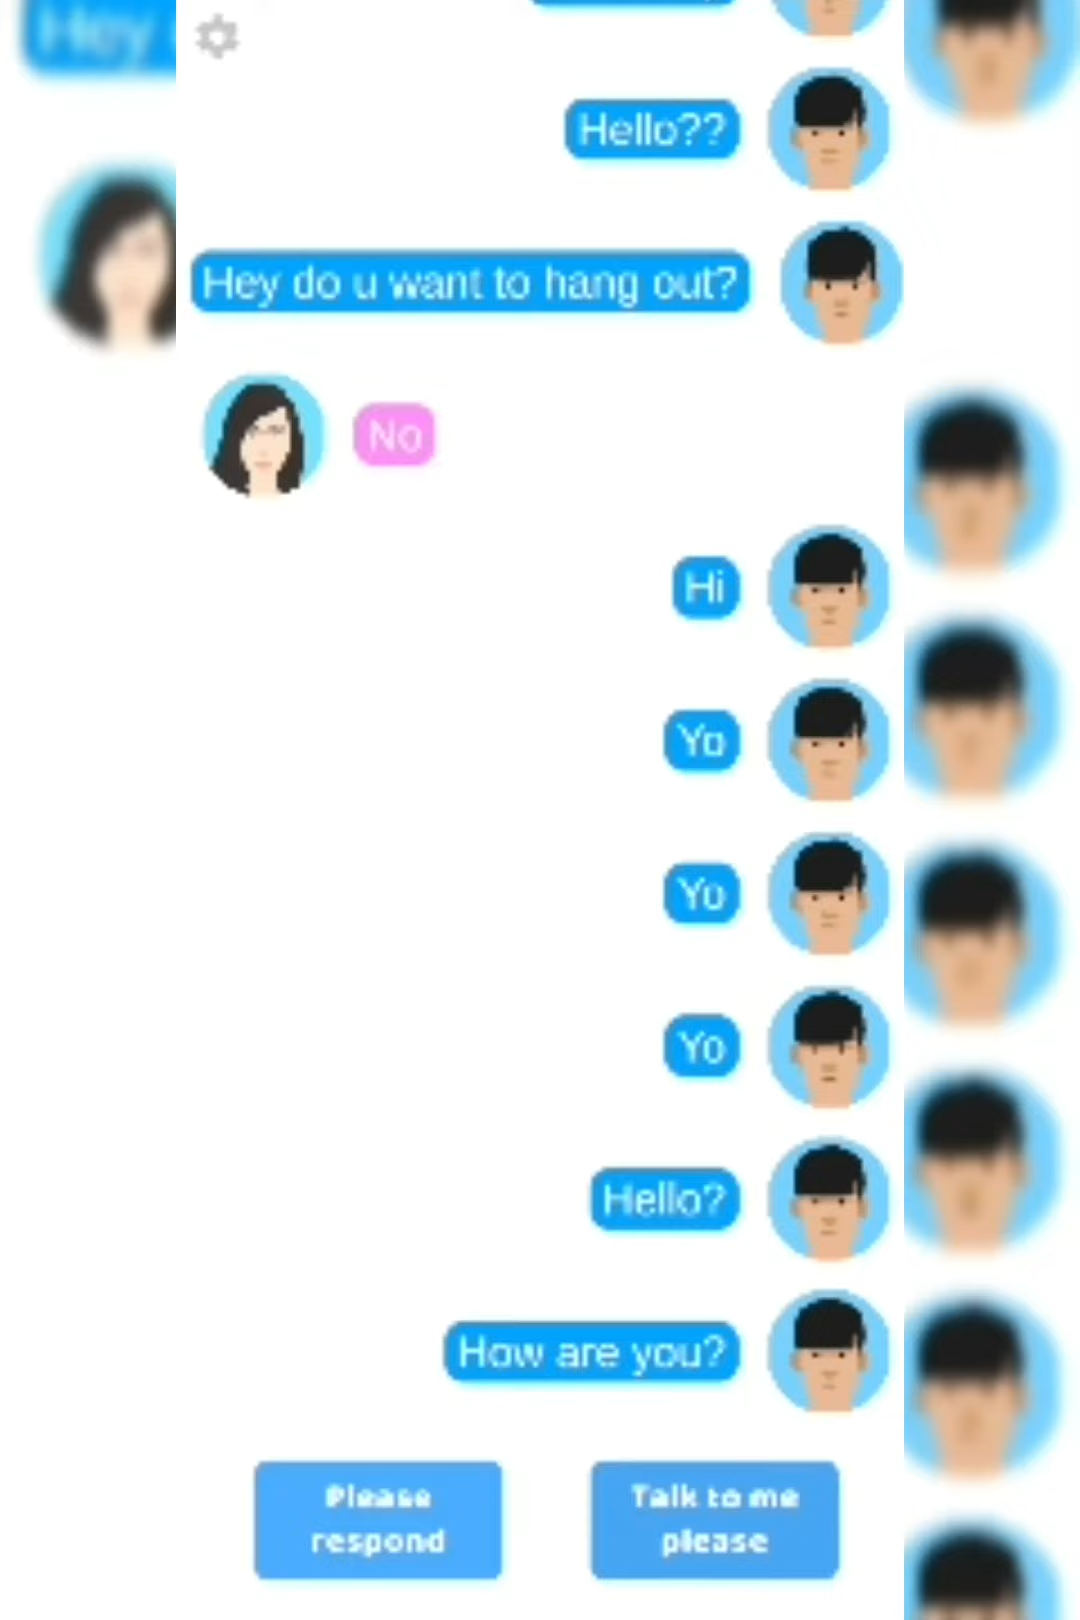 Hey
Hello??
Hey do u want to hang out?
No
Hi
Yo
Yo
Yo
Hello?
How are you?
Please
respond
Talk to me
please